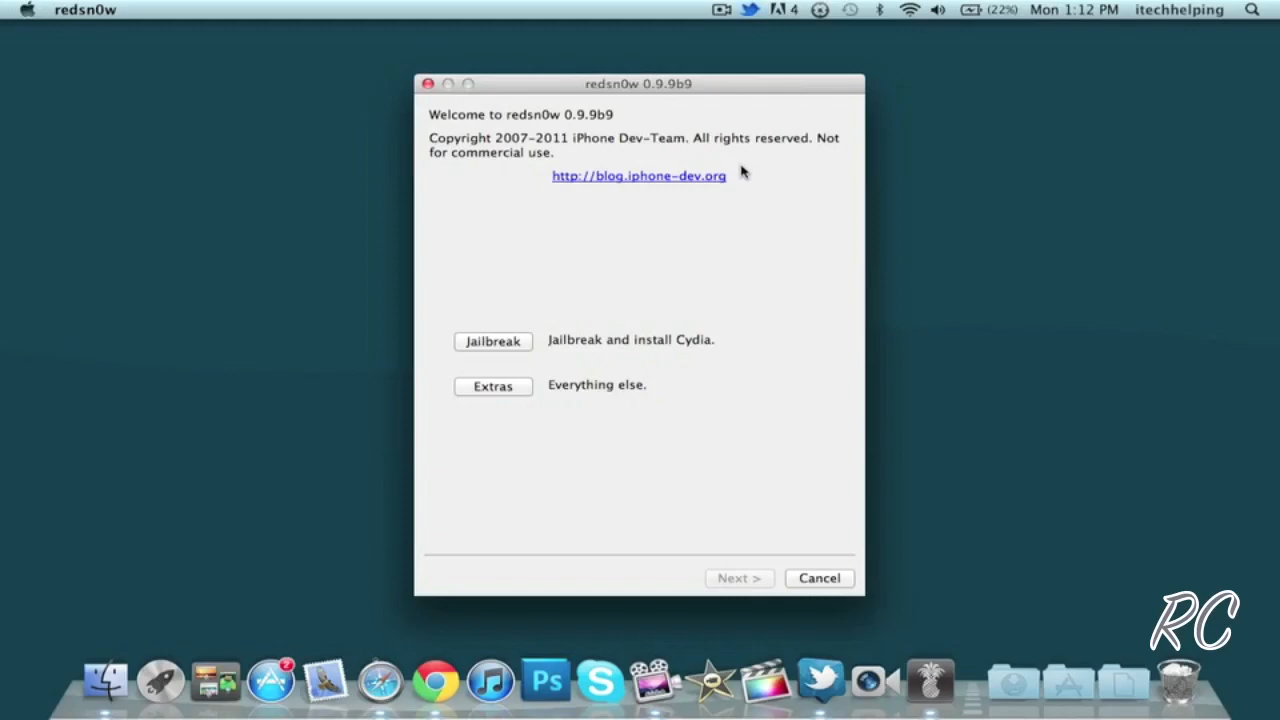 redsn0w
4
(22%)
Mon 1:12 PM
itechhelping
redsn0w 0.9.9b9
Welcome to redsn0w 0.9.9b9
Copyright 2007-2011 iPhone Dev-Team. All rights reserved. Not
for commercial use.
http://blog.iphone-dev.org
Jailbreak
Jailbreak and install Cydia.
Extras
Everything else.
Next >
Cancel
RC
2
Ps